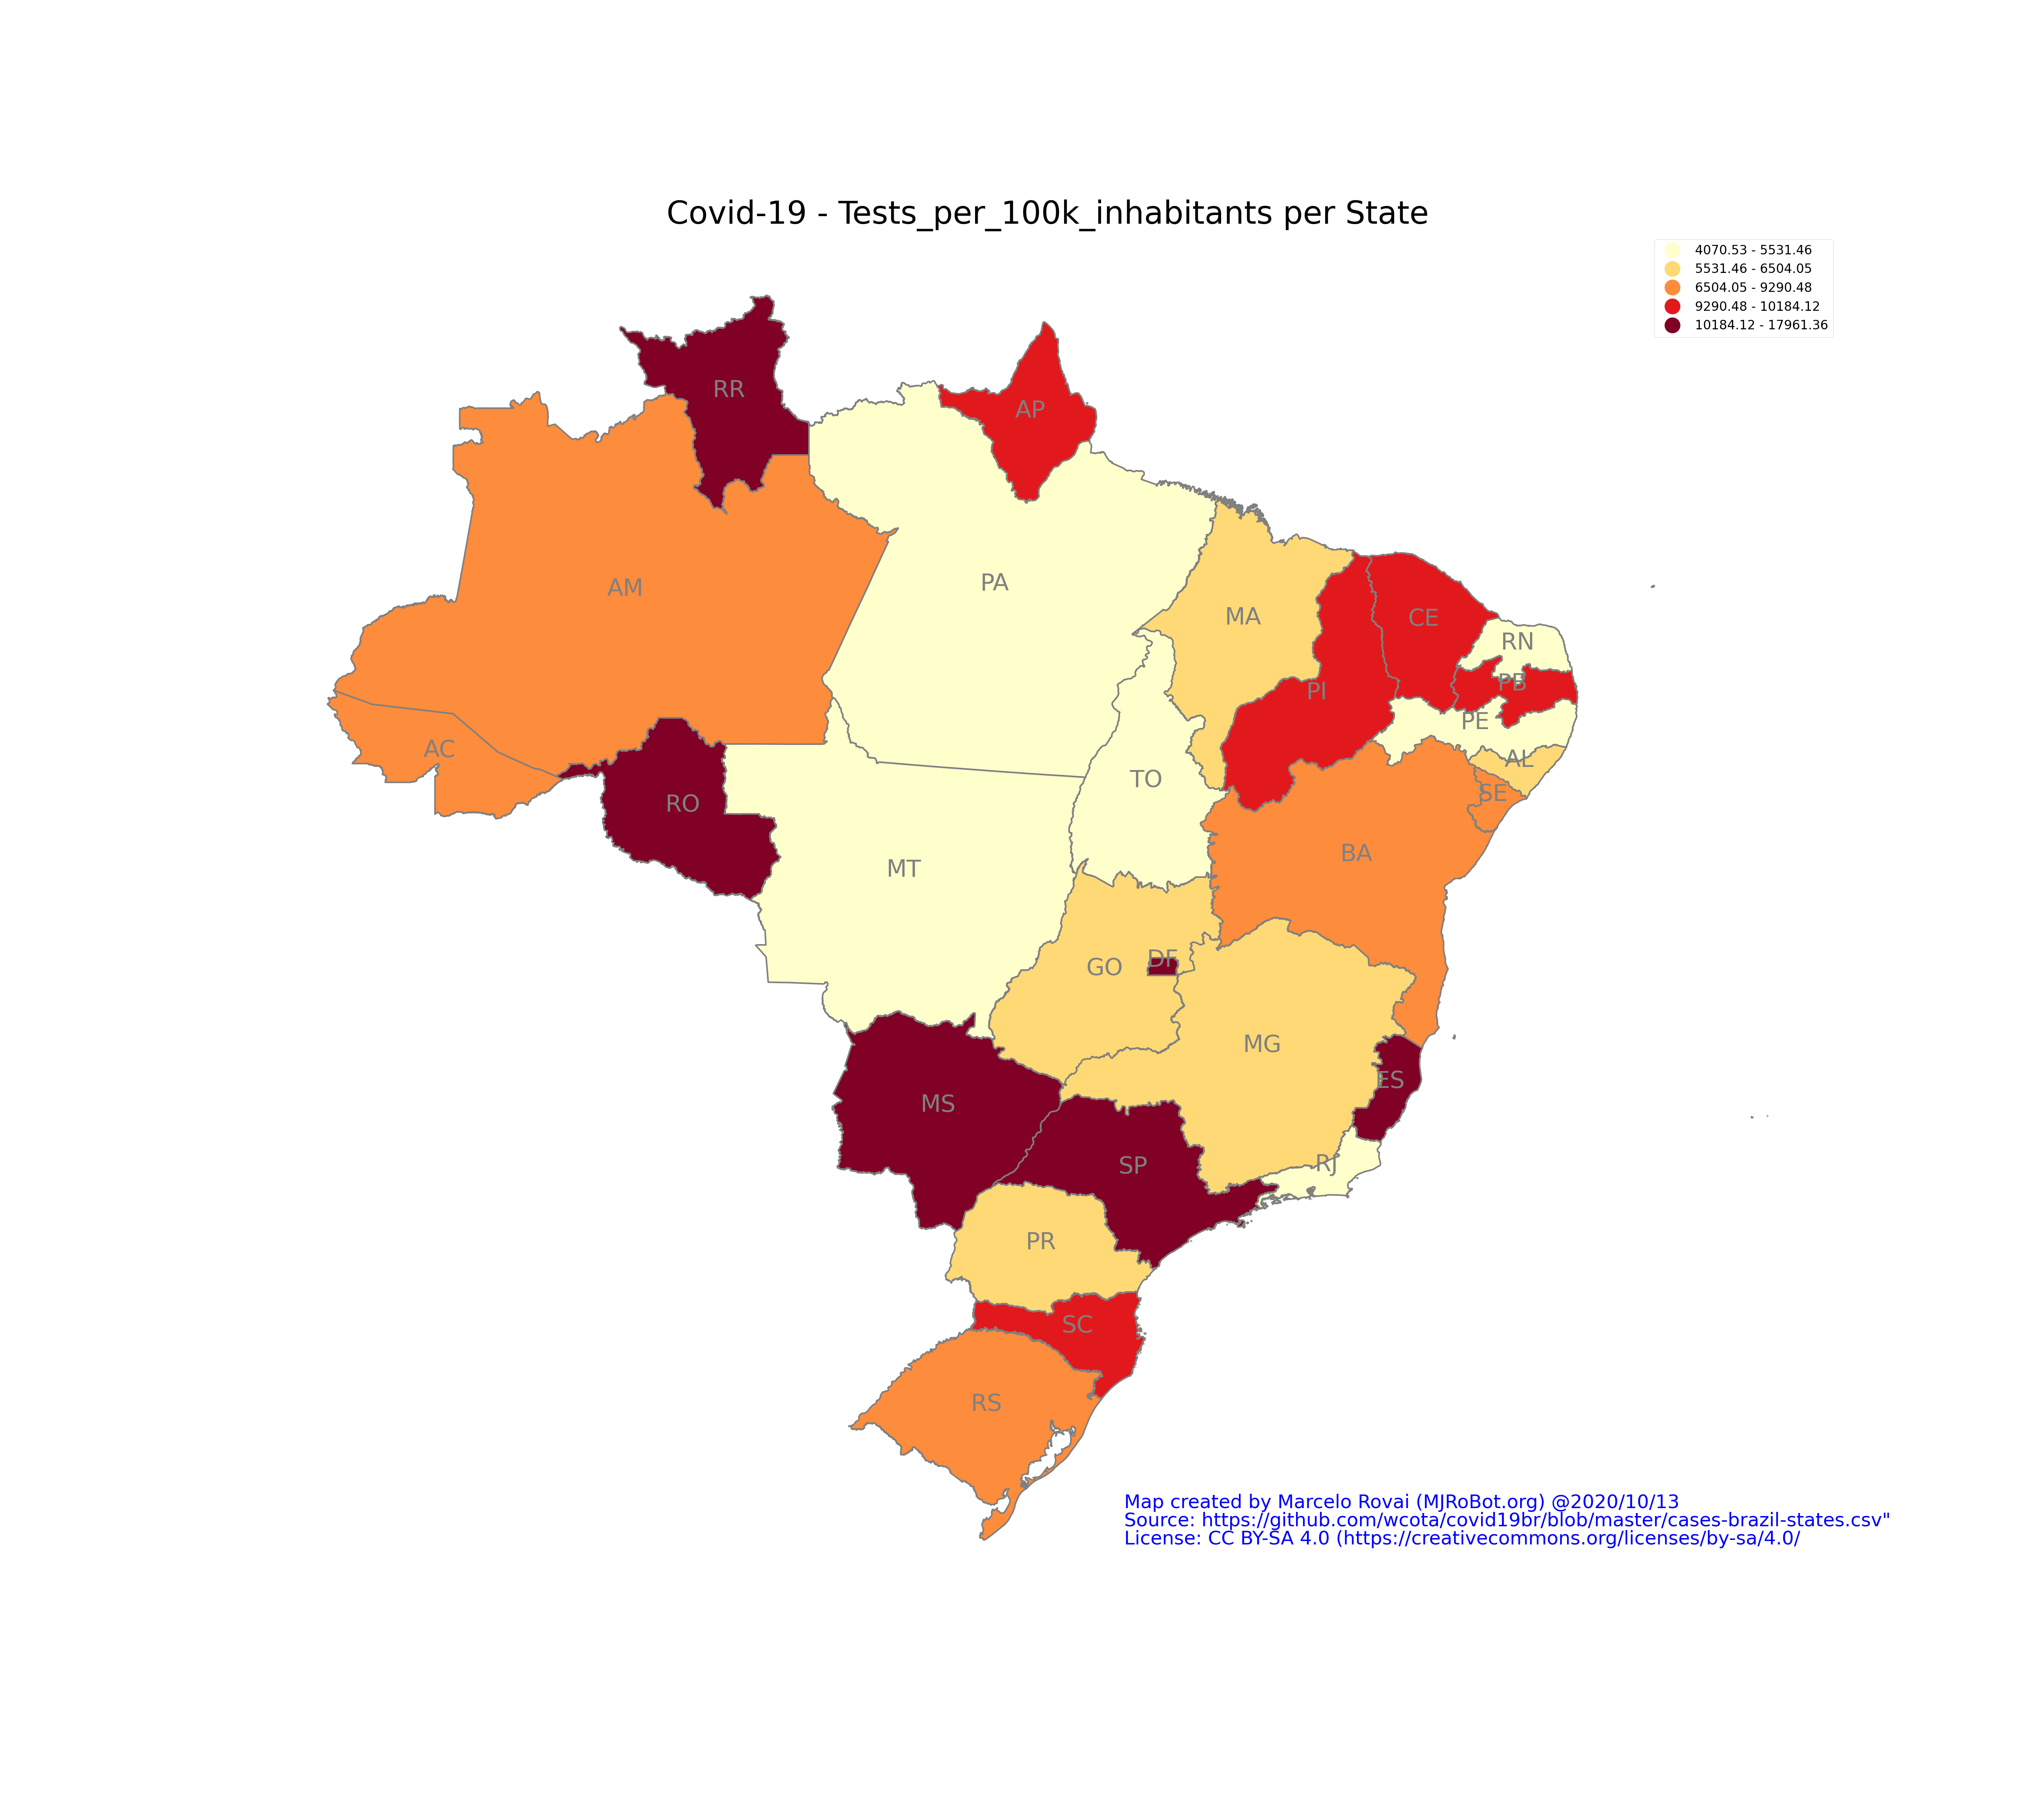 Covid-19 - Tests_per_100k_inhabitants per State
4070.53 - 5531.46
5531.46 - 6504.05
6504.05 - 9290.48
9290.48 - 10184.12
10184.12 - 17961.36
RR
AP
AM
PA
MA
CE
RN
PI
PB
PE
AC
AL
TO
SE
RO
BA
MT
DF
GO
MG
ES
MS
RJ
SP
PR
SC
RS
Map created by Marcelo Rovai (MJRoBot.org) @2020/10/13
Source: https://github.com/wcota/covid19br/blob/master/cases-brazil-states.csv"
License: CC BY-SA 4.0 (https://creativecommons.org/licenses/by-sa/4.0/